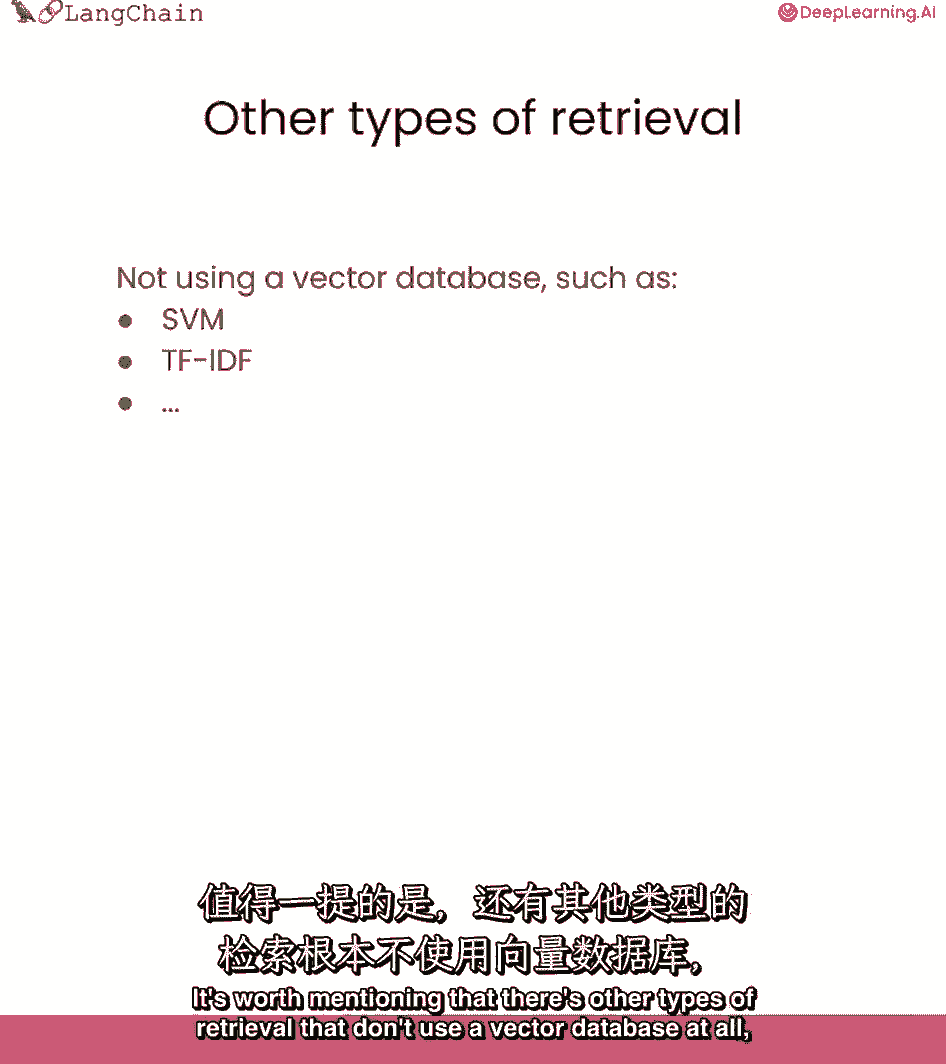 LangChain
DeepLearning.AI
Other types of retrieval
Not using a vector database, such as:
● SVM
● TF-IDF
● ...
值得一提的是，还有其他类型的
检索根本不使用向量数据库，
It's worth mentioning that there's other types of
retrieval that don't use a vector database at all,